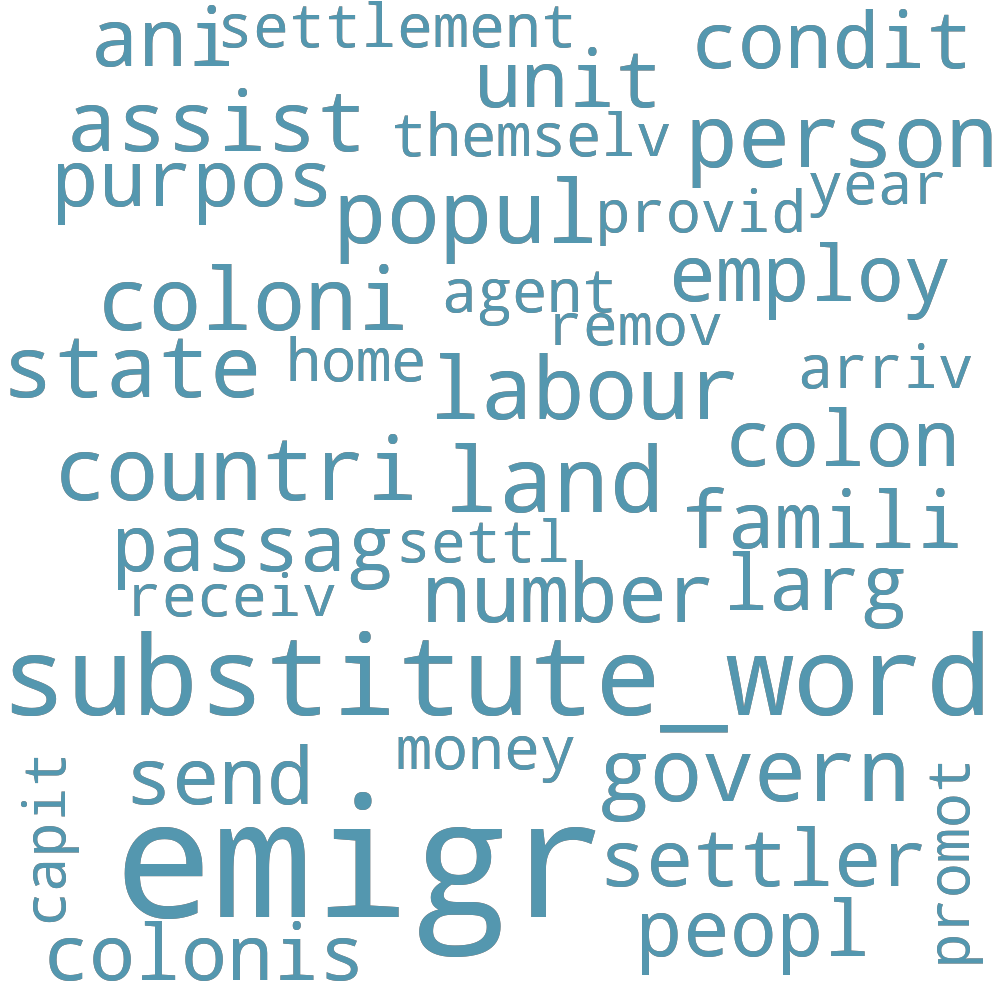 ani settlement condit
unit
assist themselv person
purpos popul provid year
coloni agent employ
remov
state home labour arriv
countri land colon
passag settl famili
receiv number larg
substitute_word
capit send money govern promot
emigr settler
colonis peopl